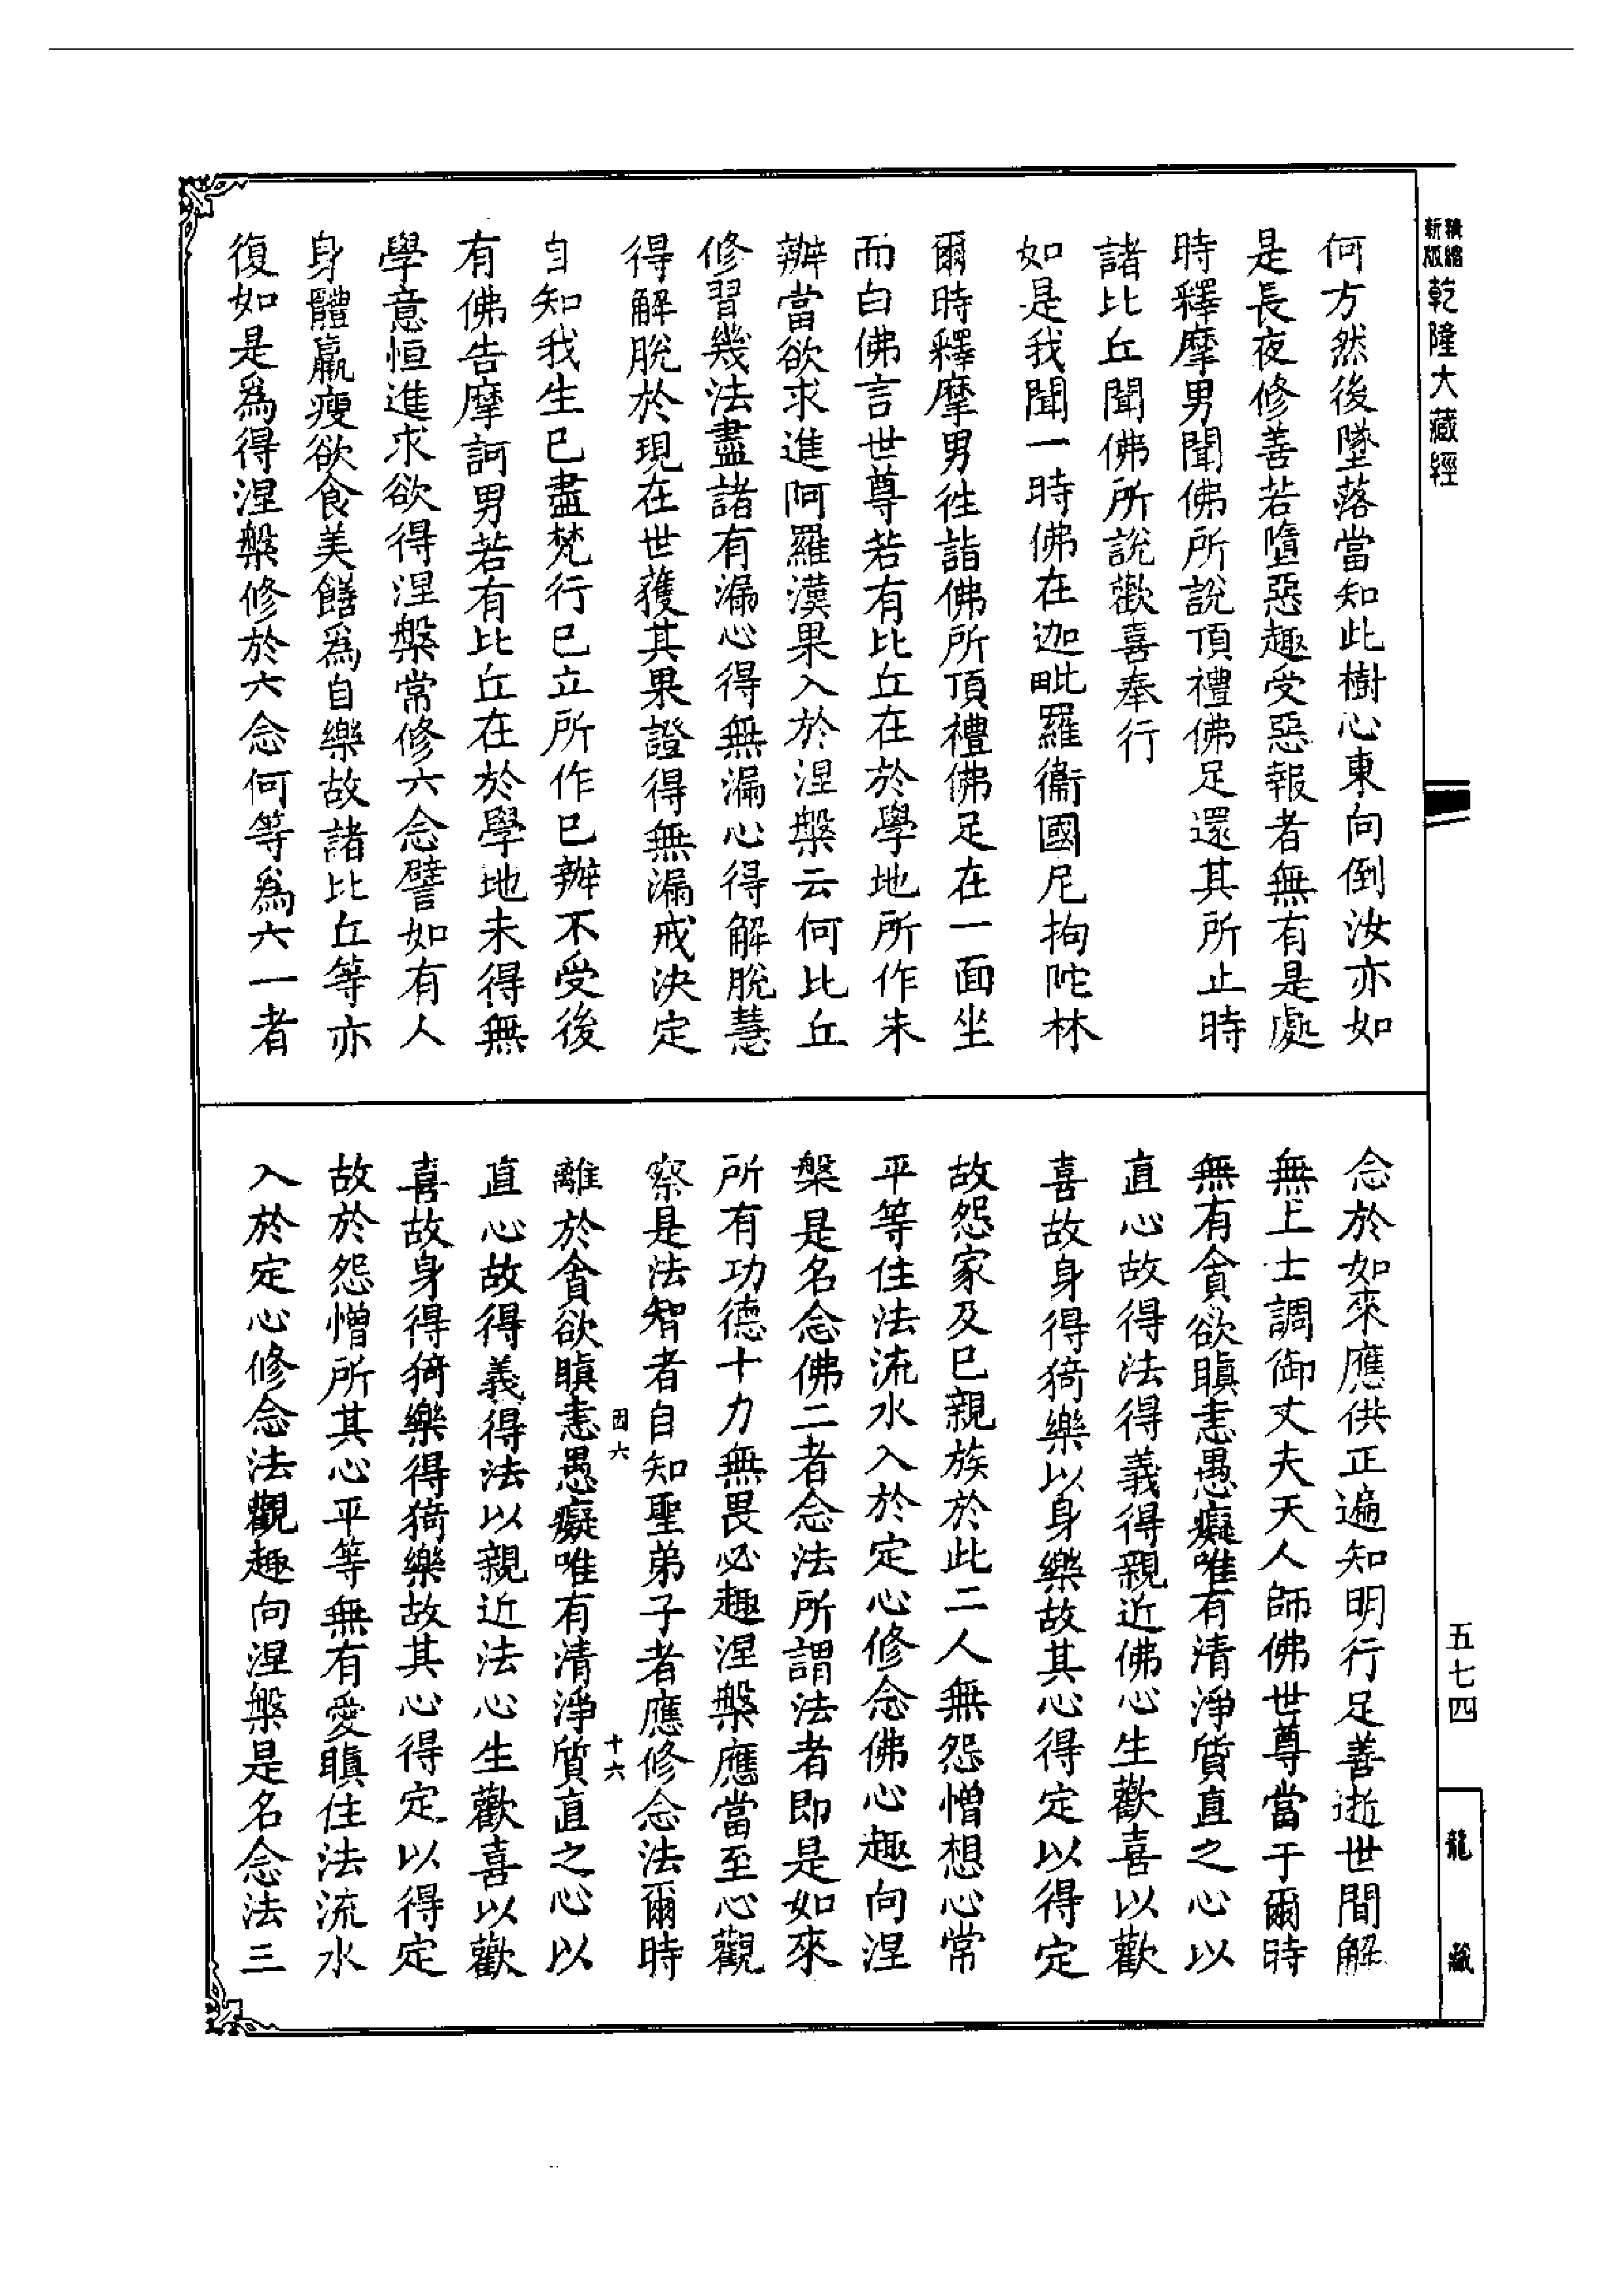 精縮新版乾隆大藏經
何方然後墜落當知此樹心東向倒汝亦如
是長夜修善若墮惡趣受惡報者無有是處
時釋摩男聞佛所說頂禮佛足還其所止時
諸比丘聞佛所說歡喜奉行
如是我聞一時佛在迦毗羅衞國尼拘陀林
爾時釋摩男徃詣佛所頂禮佛足在一面坐
而白佛言世尊若有比丘在於學地所作未
辦當欲求進阿羅漢果入於涅槃云何比丘
修習幾法盡諸有漏心得無漏心得解脫慧
得解脫於現在世獲其果證得無漏戒決定
自知我生已盡梵行已立所作已辦不受後
有佛告摩訶男若有比丘在於學地未得無
學意恒進求欲得涅槃常修六念譬如有人
身體羸瘦欲食美饍爲自樂故諸比丘等亦
復如是爲得涅槃修於六念何等爲六一者
念於如來應供正遍知明行足善逝世間解
無上士調御丈夫天人師佛世尊當于爾時
無有貪欲瞋恚愚癡唯有清淨質直之心以
直心故得法得義得親近佛心生歡喜以歡
喜故身得猗樂以身樂故其心得定以得定
故怨家及已親族於此二人無怨憎想心常
平等住法流水入於定心修念佛心趣向涅
槃是名念佛二者念法所謂法者即是如來
所有功德十力無畏必趣涅槃應當至心觀
察是法智者自知聖弟子者應修念法爾時
因六 十六
離於貪欲瞋恚愚癡唯有清淨質直之心以
直心故得義得法以親近法心生歡喜以歡
喜故身得猗樂得猗樂故其心得定以得定
故於怨憎所其心平等無有愛瞋住法流水
入於定心修念法觀趣向涅槃是名念法三
五七四
龍藏